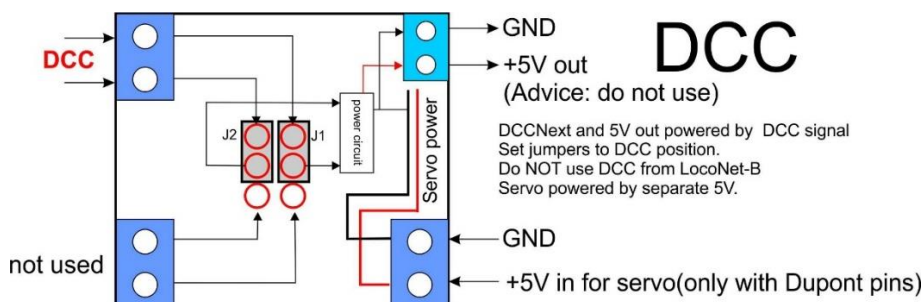 DCC
J2
J1
power circuit
Servo power
not used
GND
+5V out
(Advice: do not use)
DCC
DCCNext and 5V out powered by DCC signal
Set jumpers to DCC position.
Do NOT use DCC from LocoNet-B
Servo powered by separate 5V.
GND
+5V in for servo(only with Dupont pins)